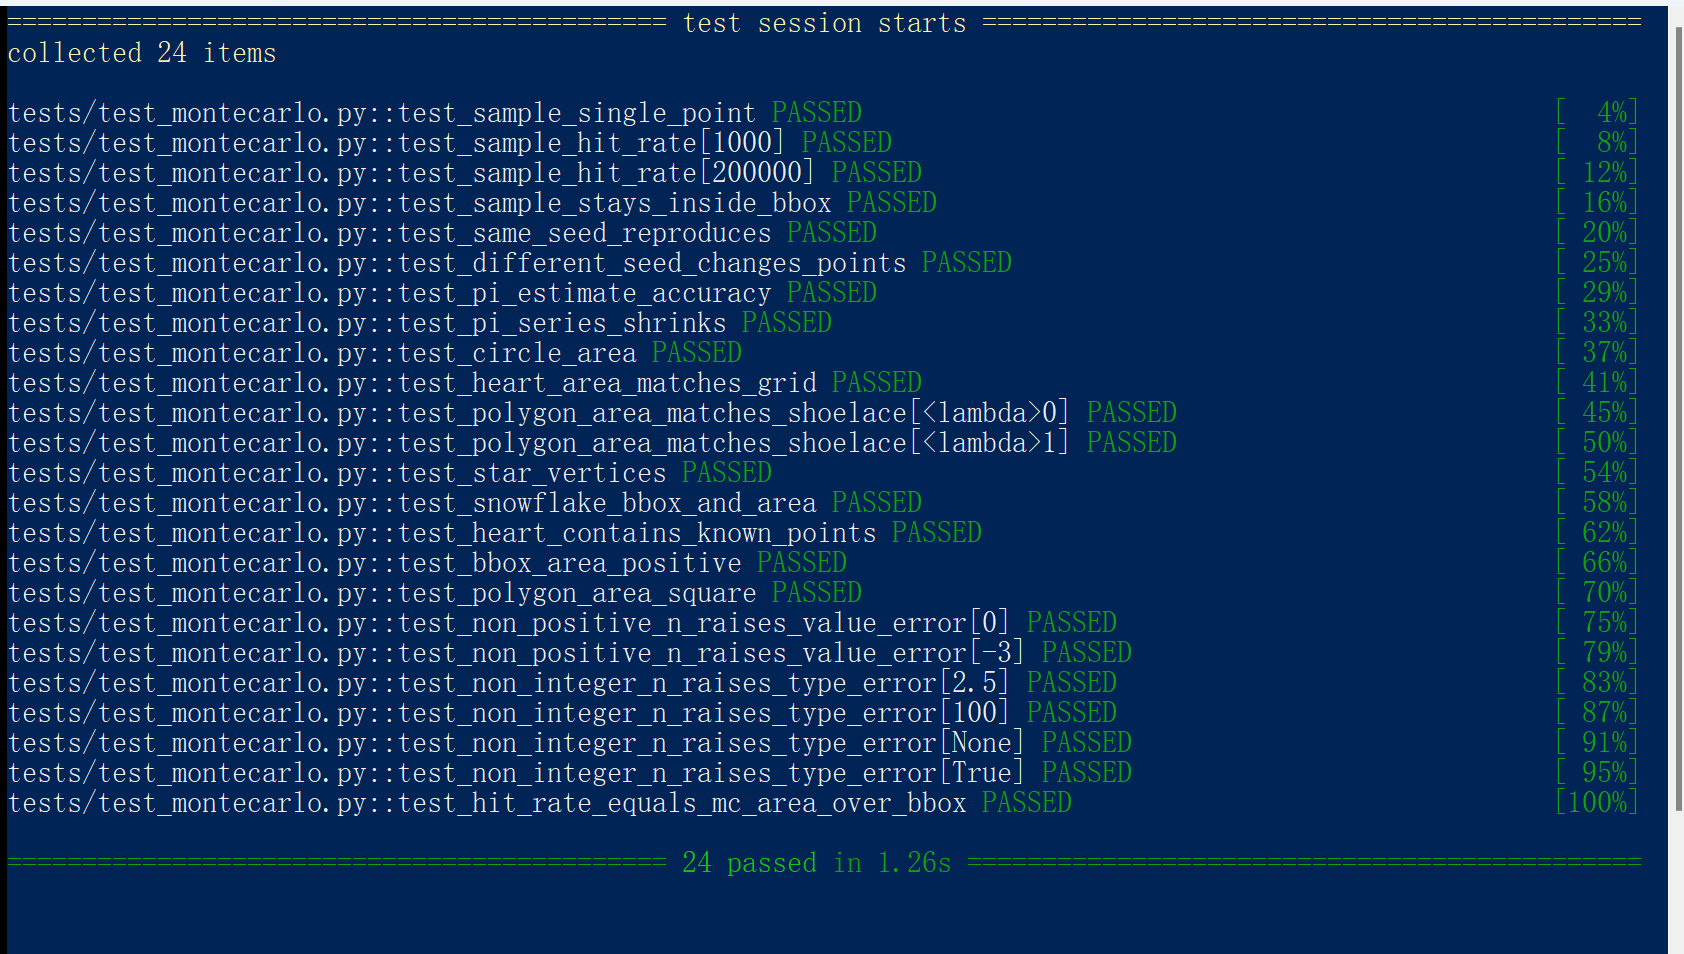 ============================================ test session starts ============================================
collected 24 items
tests/test_montecarlo.py::test_sample_single_point PASSED [  4%]
tests/test_montecarlo.py::test_sample_hit_rate[1000] PASSED [  8%]
tests/test_montecarlo.py::test_sample_hit_rate[200000] PASSED [ 12%]
tests/test_montecarlo.py::test_sample_stays_inside_bbox PASSED [ 16%]
tests/test_montecarlo.py::test_same_seed_reproduces PASSED [ 20%]
tests/test_montecarlo.py::test_different_seed_changes_points PASSED [ 25%]
tests/test_montecarlo.py::test_pi_estimate_accuracy PASSED [ 29%]
tests/test_montecarlo.py::test_pi_series_shrinks PASSED [ 33%]
tests/test_montecarlo.py::test_circle_area PASSED [ 37%]
tests/test_montecarlo.py::test_heart_area_matches_grid PASSED [ 41%]
tests/test_montecarlo.py::test_polygon_area_matches_shoelace[<lambda>0] PASSED [ 45%]
tests/test_montecarlo.py::test_polygon_area_matches_shoelace[<lambda>1] PASSED [ 50%]
tests/test_montecarlo.py::test_star_vertices PASSED [ 54%]
tests/test_montecarlo.py::test_snowflake_bbox_and_area PASSED [ 58%]
tests/test_montecarlo.py::test_heart_contains_known_points PASSED [ 62%]
tests/test_montecarlo.py::test_bbox_area_positive PASSED [ 66%]
tests/test_montecarlo.py::test_polygon_area_square PASSED [ 70%]
tests/test_montecarlo.py::test_non_positive_n_raises_value_error[0] PASSED [ 75%]
tests/test_montecarlo.py::test_non_positive_n_raises_value_error[-3] PASSED [ 79%]
tests/test_montecarlo.py::test_non_integer_n_raises_type_error[2.5] PASSED [ 83%]
tests/test_montecarlo.py::test_non_integer_n_raises_type_error[100] PASSED [ 87%]
tests/test_montecarlo.py::test_non_integer_n_raises_type_error[None] PASSED [ 91%]
tests/test_montecarlo.py::test_non_integer_n_raises_type_error[True] PASSED [ 95%]
tests/test_montecarlo.py::test_hit_rate_equals_mc_area_over_bbox PASSED [100%]
============================================ 24 passed in 1.26s =============================================